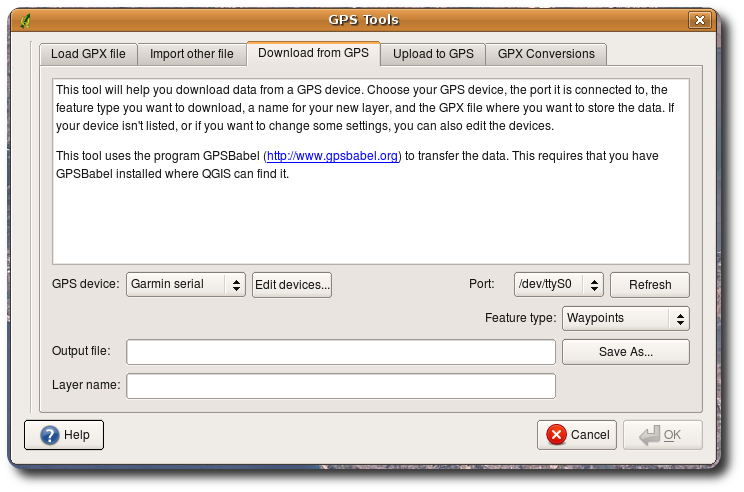 GPS Tools
Load GPX file Import other file Download from GPS Upload to GPS GPX Conversions
This tool will help you download data from a GPS device. Choose your GPS device, the port it is connected to, the
feature type you want to download, a name for your new layer, and the GPX file where you want to store the data. If
your device isn't listed, or if you want to change some settings, you can also edit the devices.
This tool uses the program GPSBabel (http://www.gpsbabel.org) to transfer the data. This requires that you have
GPSBabel installed where QGIS can find it.
GPS device: Garmin serial Edit devices... Port: /dev/ttyS0 Refresh
Feature type: Waypoints
Output file: Save As...
Layer name:
Help Cancel OK